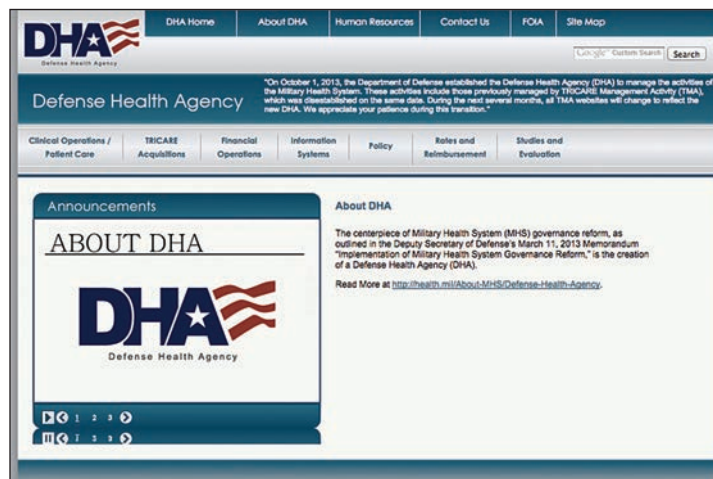 DHA Home About DHA Human Resources Contact Us FOIA Site Map
DHA
Defense Health Agency
Google™ Custom Search Search
Defense Health Agency
"On October 1, 2013, the Department of Defense established the Defense Health Agency (DHA) to manage the activities of
the Military Health System. These activities include those previously managed by TRICARE Management Activity (TMA),
which was disestablished on the same date. During the next several months, all TMA websites will change to reflect the
new DHA. We appreciate your patience during this transition."
Clinical Operations / Patient Care
TRICARE Acquisitions
Financial Operations
Information Systems
Policy
Rates and Reimbursement
Studies and Evaluation
Announcements
ABOUT DHA
DHA
Defense Health Agency
1 2 3
1 2 3
About DHA
The centerpiece of Military Health System (MHS) governance reform, as
outlined in the Deputy Secretary of Defense's March 11, 2013 Memorandum
"Implementation of Military Health System Governance Reform," is the creation
of a Defense Health Agency (DHA).
Read More at http://health.mil/About-MHS/Defense-Health-Agency.